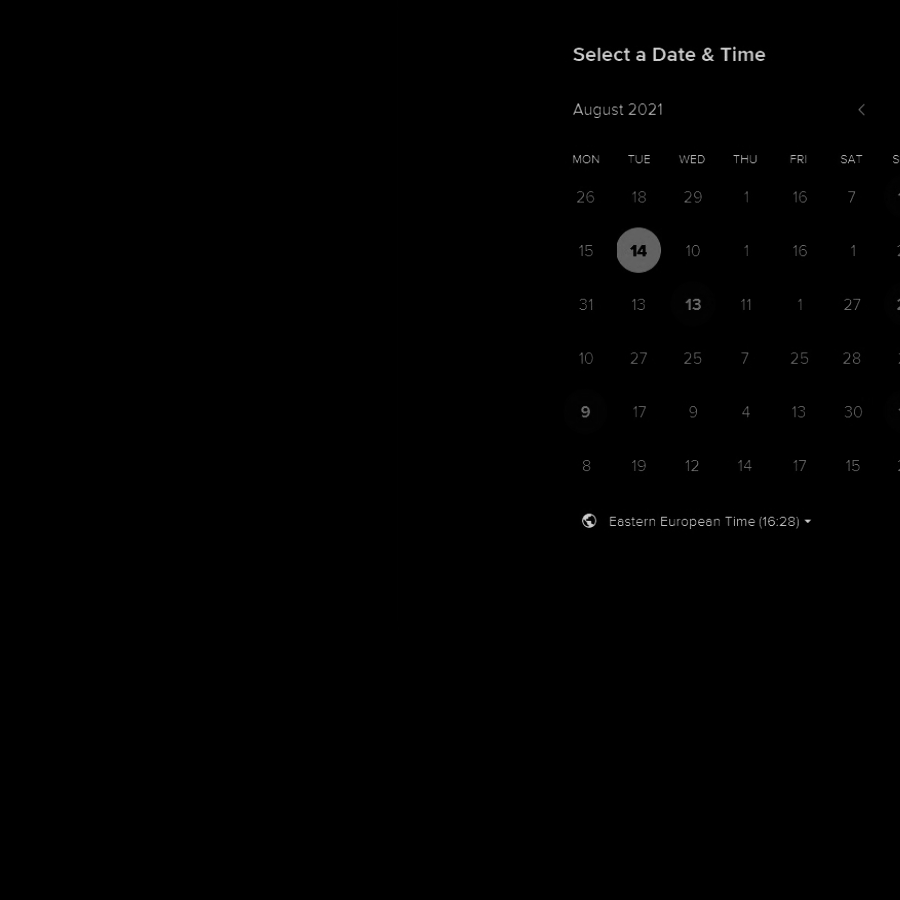 Select a Date & Time
August 2021
MON TUE WED THU FRI SAT
26 18 29 1 16 7
15 14 10 1 16 1
31 13 13 11 1 27
10 27 25 7 25 28
9 17 9 4 13 30
8 19 12 14 17 15
Eastern European Time (16:28)